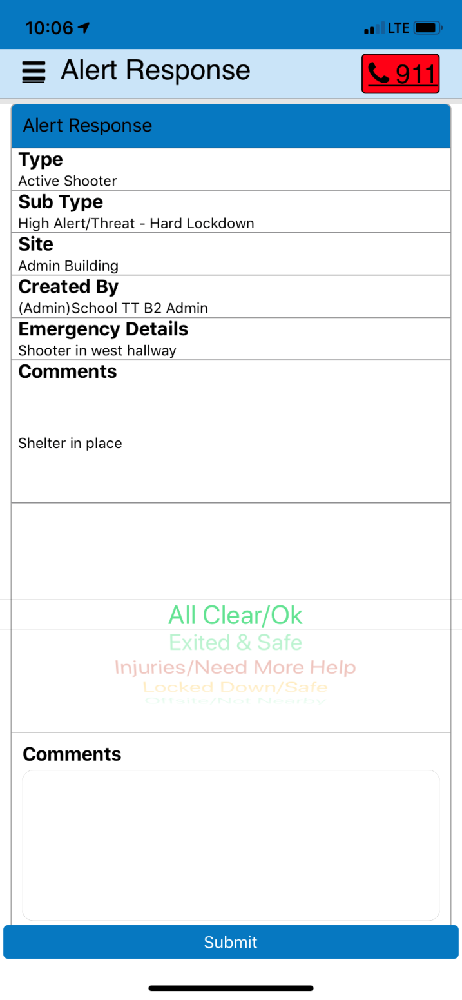 10:06 LTE
Alert Response 911
Alert Response
Type
Active Shooter
Sub Type
High Alert/Threat - Hard Lockdown
Site
Admin Building
Created By
(Admin)School TT B2 Admin
Emergency Details
Shooter in west hallway
Comments
Shelter in place
All Clear/Ok
Exited & Safe
Injuries/Need More Help
Locked Down/Safe
Offsite/Not Nearby
Comments
Submit